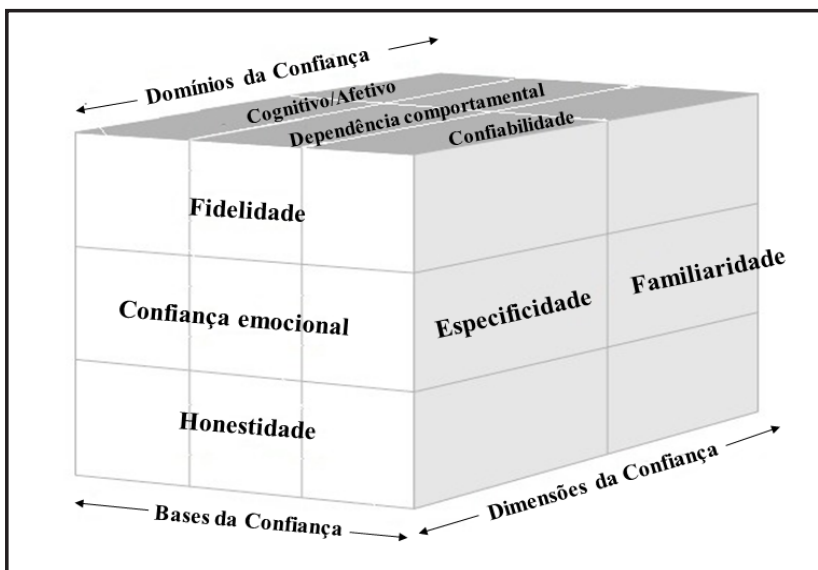 Domínios da Confiança
Cognitivo/Afetivo
Dependência comportamental
Confiabilidade
Fidelidade
Confiança emocional
Honestidade
Especificidade
Familiaridade
Bases da Confiança
Dimensões da Confiança